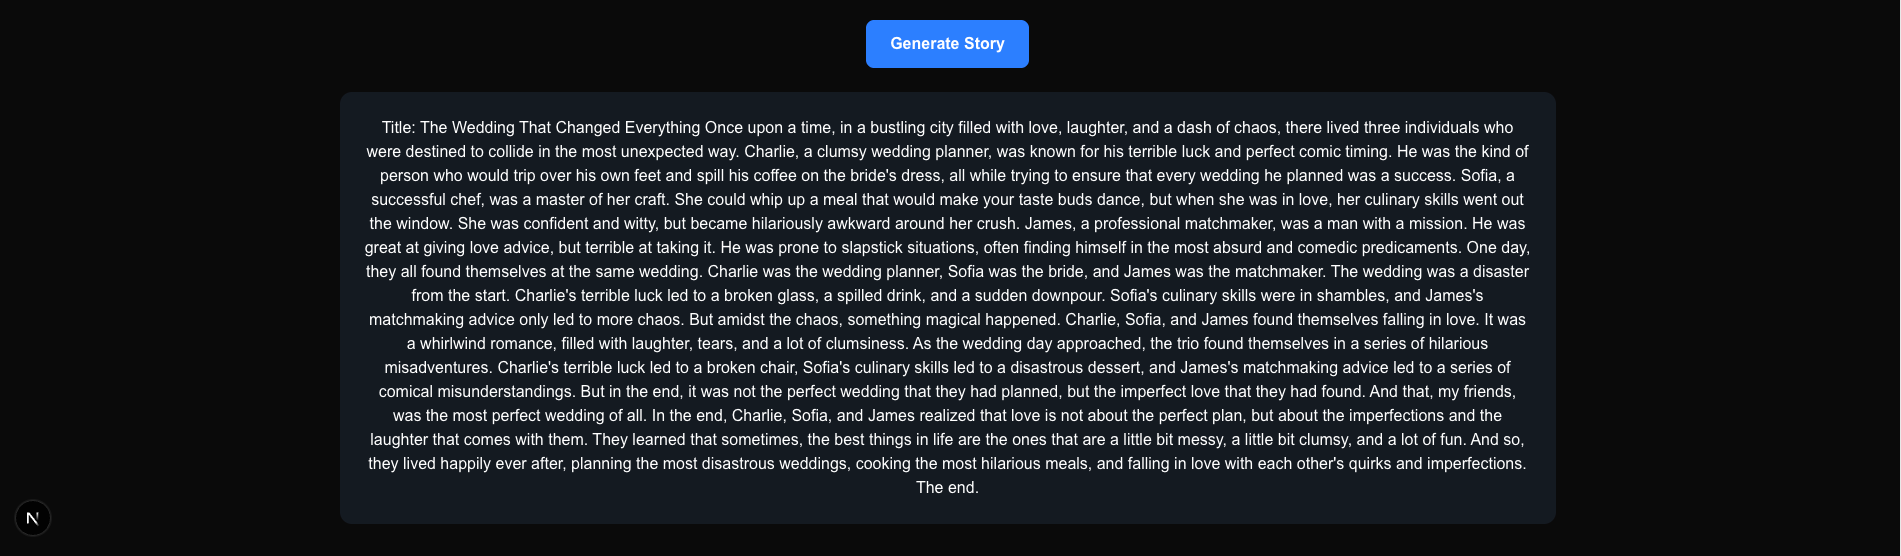 Generate Story
Title: The Wedding That Changed Everything Once upon a time, in a bustling city filled with love, laughter, and a dash of chaos, there lived three individuals who
were destined to collide in the most unexpected way. Charlie, a clumsy wedding planner, was known for his terrible luck and perfect comic timing. He was the kind of
person who would trip over his own feet and spill his coffee on the bride's dress, all while trying to ensure that every wedding he planned was a success. Sofia, a
successful chef, was a master of her craft. She could whip up a meal that would make your taste buds dance, but when she was in love, her culinary skills went out
the window. She was confident and witty, but became hilariously awkward around her crush. James, a professional matchmaker, was a man with a mission. He was
great at giving love advice, but terrible at taking it. He was prone to slapstick situations, often finding himself in the most absurd and comedic predicaments. One day,
they all found themselves at the same wedding. Charlie was the wedding planner, Sofia was the bride, and James was the matchmaker. The wedding was a disaster
from the start. Charlie's terrible luck led to a broken glass, a spilled drink, and a sudden downpour. Sofia's culinary skills were in shambles, and James's
matchmaking advice only led to more chaos. But amidst the chaos, something magical happened. Charlie, Sofia, and James found themselves falling in love. It was
a whirlwind romance, filled with laughter, tears, and a lot of clumsiness. As the wedding day approached, the trio found themselves in a series of hilarious
misadventures. Charlie's terrible luck led to a broken chair, Sofia's culinary skills led to a disastrous dessert, and James's matchmaking advice led to a series of
comical misunderstandings. But in the end, it was not the perfect wedding that they had planned, but the imperfect love that they had found. And that, my friends,
was the most perfect wedding of all. In the end, Charlie, Sofia, and James realized that love is not about the perfect plan, but about the imperfections and the
laughter that comes with them. They learned that sometimes, the best things in life are the ones that are a little bit messy, a little bit clumsy, and a lot of fun. And so,
they lived happily ever after, planning the most disastrous weddings, cooking the most hilarious meals, and falling in love with each other's quirks and imperfections.
The end.
N